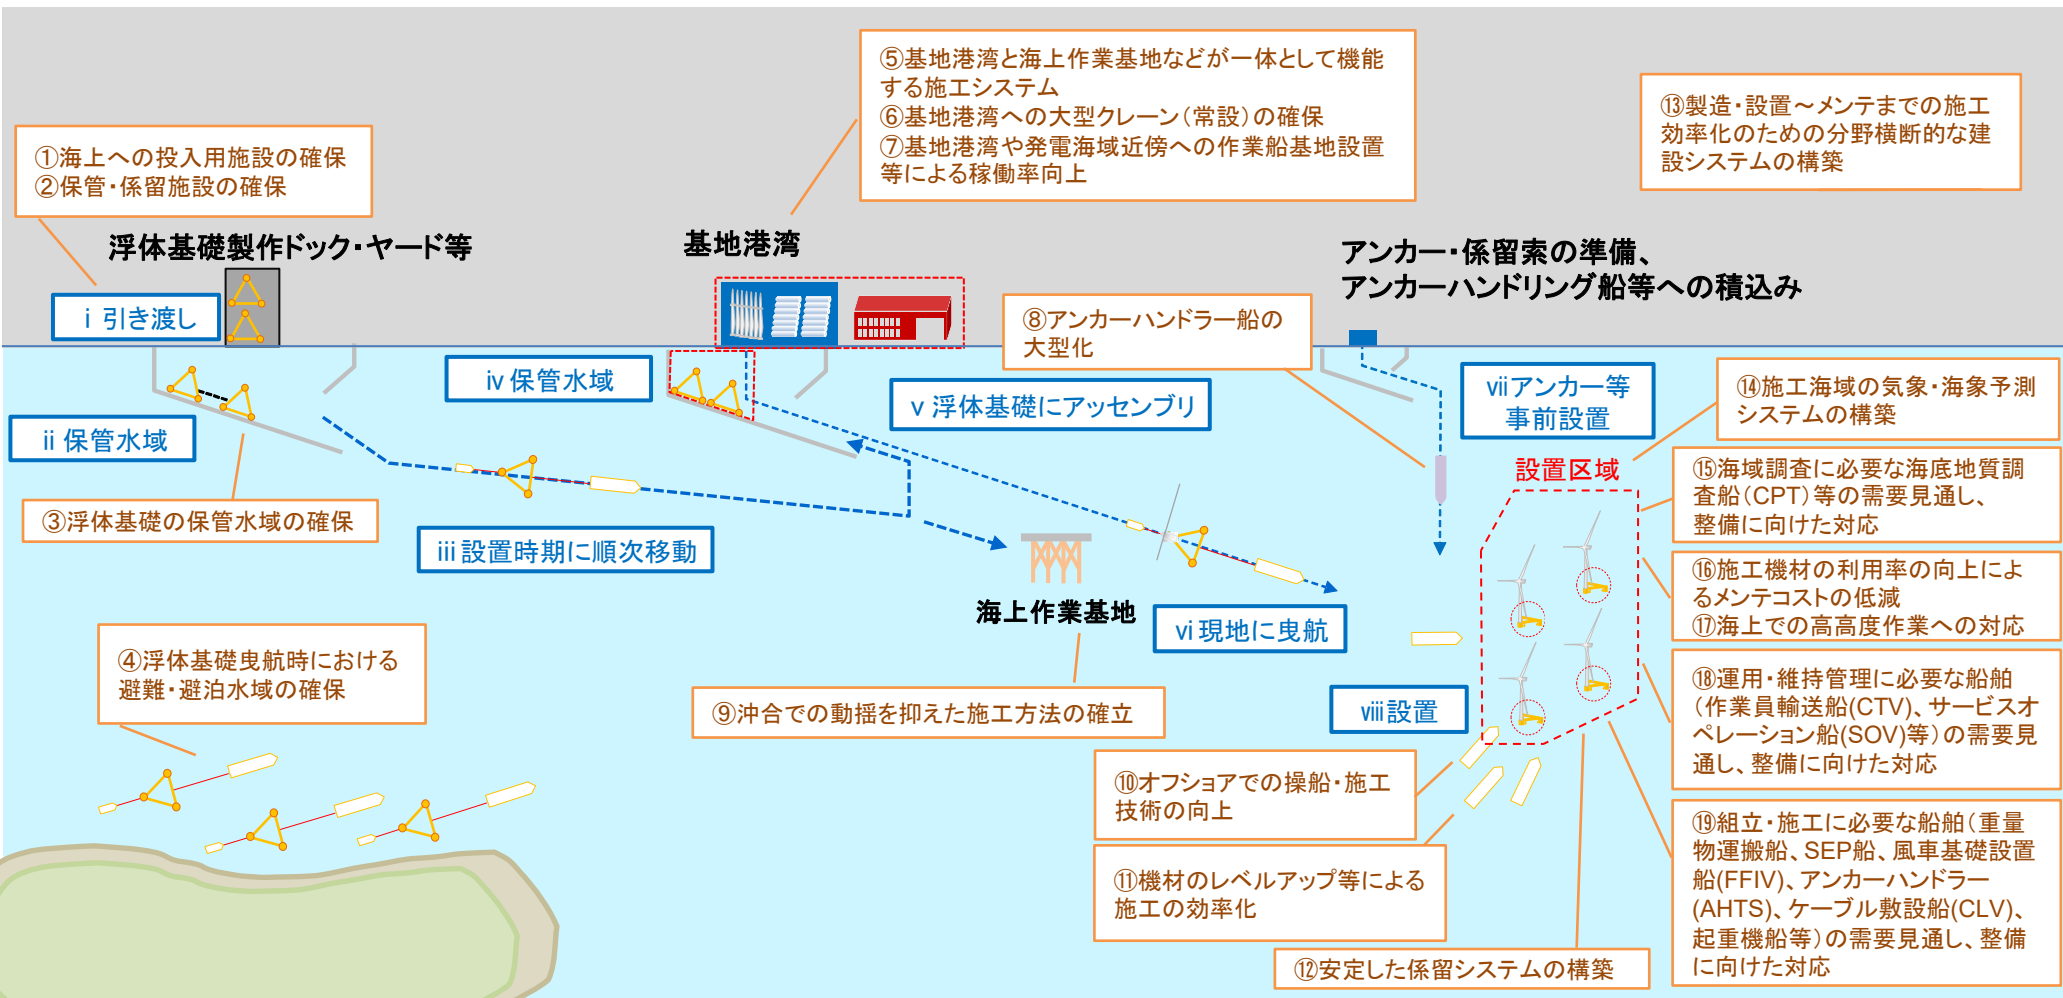 ⑤基地港湾と海上作業基地などが一体として機能
する施工システム
⑥基地港湾への大型クレーン（常設）の確保
⑦基地港湾や発電海域近傍への作業船基地設置
等による稼働率向上
⑬製造・設置～メンテまでの施工
効率化のための分野横断的な建
設システムの構築
①海上への投入用施設の確保
②保管・係留施設の確保
浮体基礎製作ドック・ヤード等
基地港湾
アンカー・係留索の準備、
アンカーハンドリング船等への積込み
ⅰ 引き渡し
⑧アンカーハンドラー船の
大型化
ⅳ 保管水域
ⅴ 浮体基礎にアッセンブリ
ⅶ アンカー等
事前設置
⑭施工海域の気象・海象予測
システムの構築
ⅱ 保管水域
設置区域
⑮海域調査に必要な海底地質調
査船（CPT）等の需要見通し、
整備に向けた対応
③浮体基礎の保管水域の確保
ⅲ 設置時期に順次移動
⑯施工機材の利用率の向上によ
るメンテコストの低減
⑰海上での高高度作業への対応
海上作業基地
ⅵ 現地に曳航
④浮体基礎曳航時における
避難・避泊水域の確保
⑨沖合での動揺を抑えた施工方法の確立
ⅷ 設置
⑱運用・維持管理に必要な船舶
（作業員輸送船(CTV)、サービスオ
ペレーション船(SOV)等）の需要見
通し、整備に向けた対応
⑩オフショアでの操船・施工
技術の向上
⑪機材のレベルアップ等による
施工の効率化
⑲組立・施工に必要な船舶（重量
物運搬船、SEP船、風車基礎設置
船(FFIV)、アンカーハンドラー
(AHTS)、ケーブル敷設船(CLV)、
起重機船等）の需要見通し、整備
に向けた対応
⑫安定した係留システムの構築